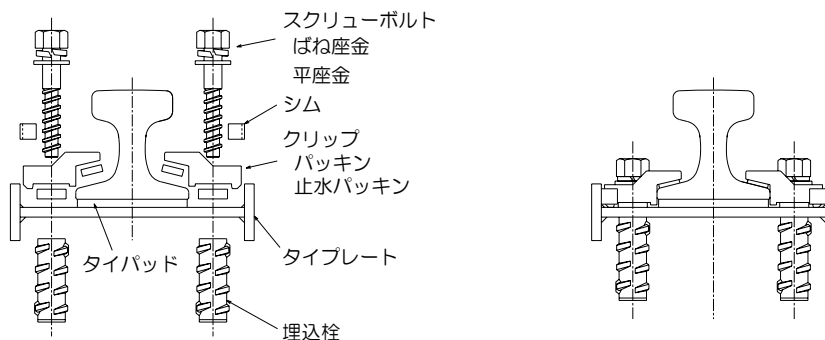 スクリューボルト
ばね座金
平座金
シム
クリップ
パッキン
止水パッキン
タイパッド
タイプレート
埋込栓